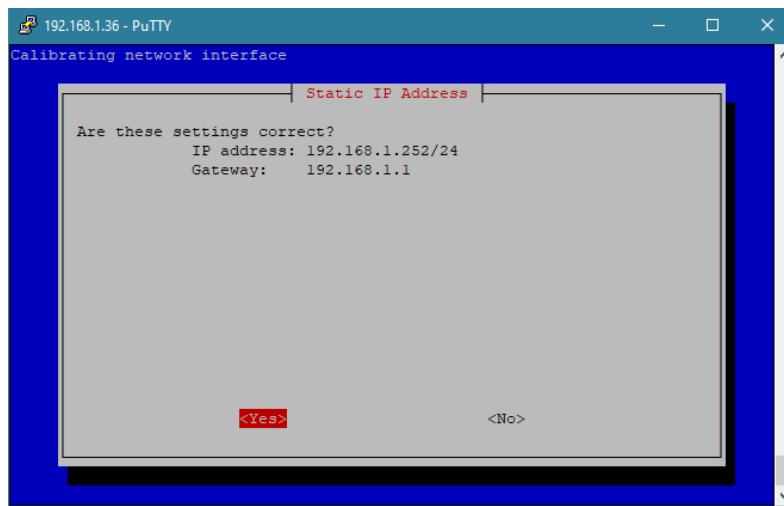 192.168.1.36 - PuTTY
Calibrating network interface
Static IP Address
Are these settings correct?
IP address: 192.168.1.252/24
Gateway: 192.168.1.1
<Yes> <No>